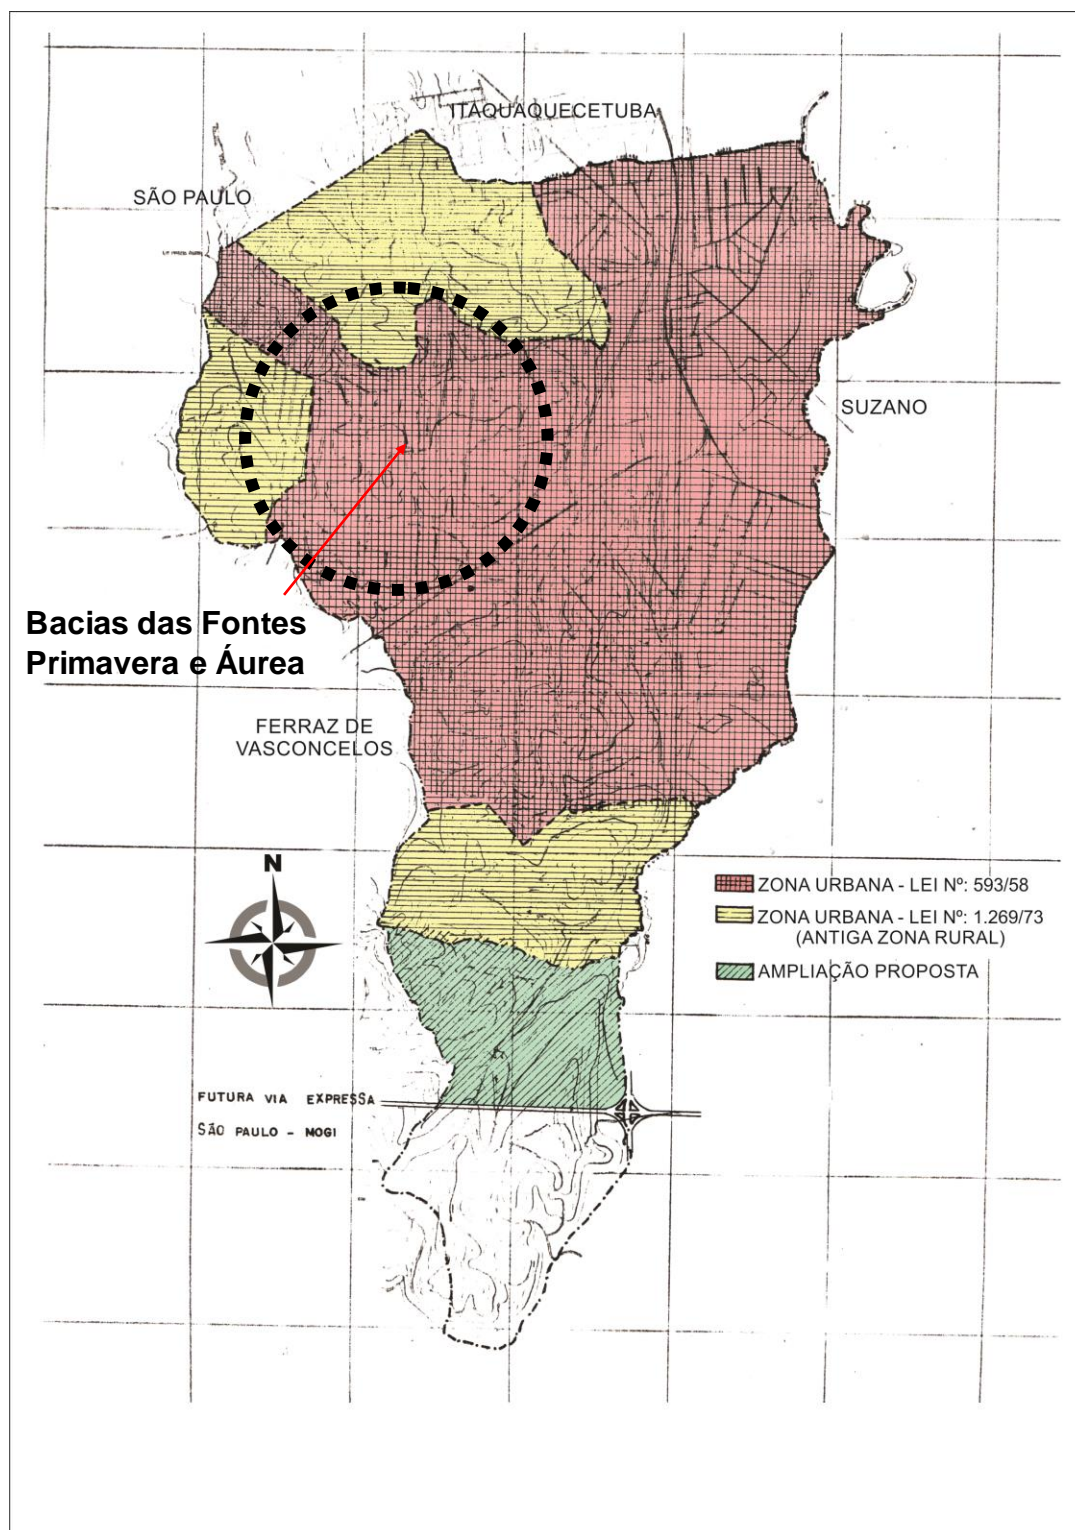 ITAQUAQUECETUBA
SÃO PAULO
SUZANO
Bacias das Fontes
Primavera e Áurea
FERRAZ DE
VASCONCELOS
N
ZONA URBANA - LEI Nº: 593/58
ZONA URBANA - LEI Nº: 1.269/73
(ANTIGA ZONA RURAL)
AMPLIAÇÃO PROPOSTA
FUTURA VIA EXPRESSA
SÃO PAULO - MOGI